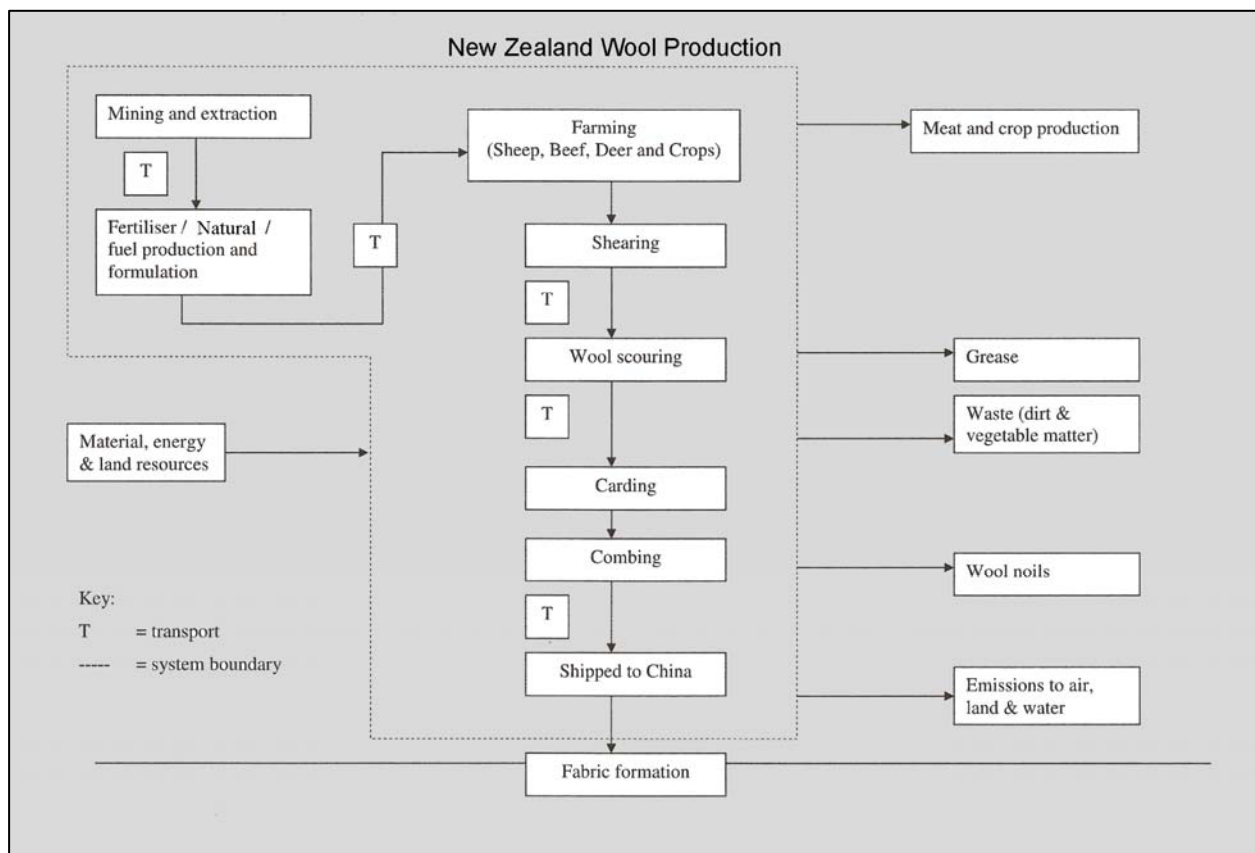 New Zealand Wool Production
Mining and extraction
T
Fertiliser / Natural /
fuel production and
formulation
T
Farming
(Sheep, Beef, Deer and Crops)
Shearing
T
Wool scouring
T
Carding
Combing
T
Shipped to China
Fabric formation
Material, energy
& land resources
Meat and crop production
Grease
Waste (dirt &
vegetable matter)
Wool noils
Emissions to air,
land & water
Key:
T = transport
----- = system boundary